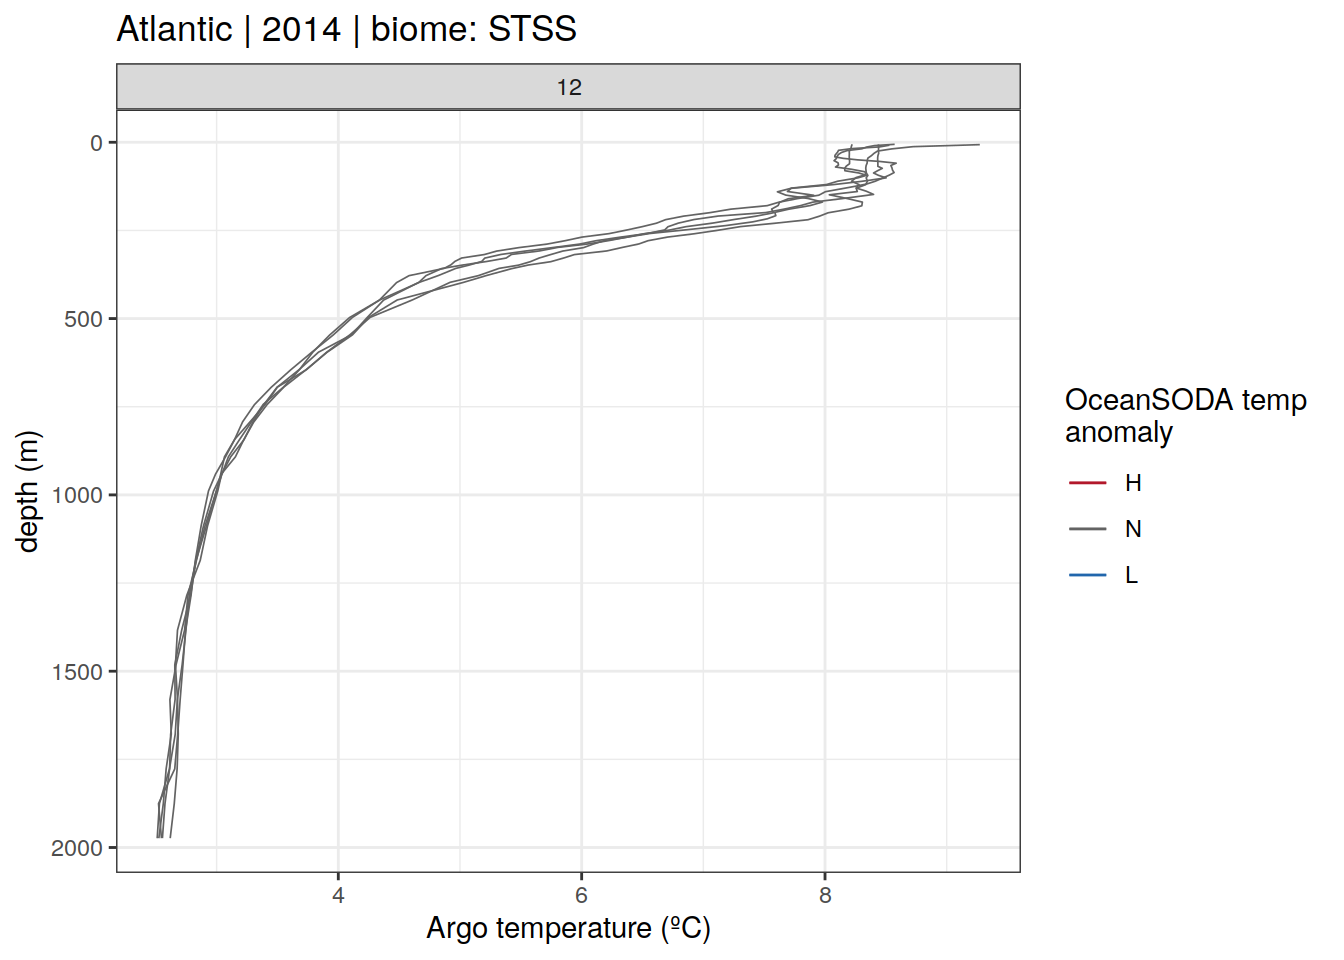 Atlantic | 2014 | biome: STSS
12
0
500
1000
1500
2000
depth (m)
4
6
8
Argo temperature (ºC)
OceanSODA temp
anomaly
H
N
L